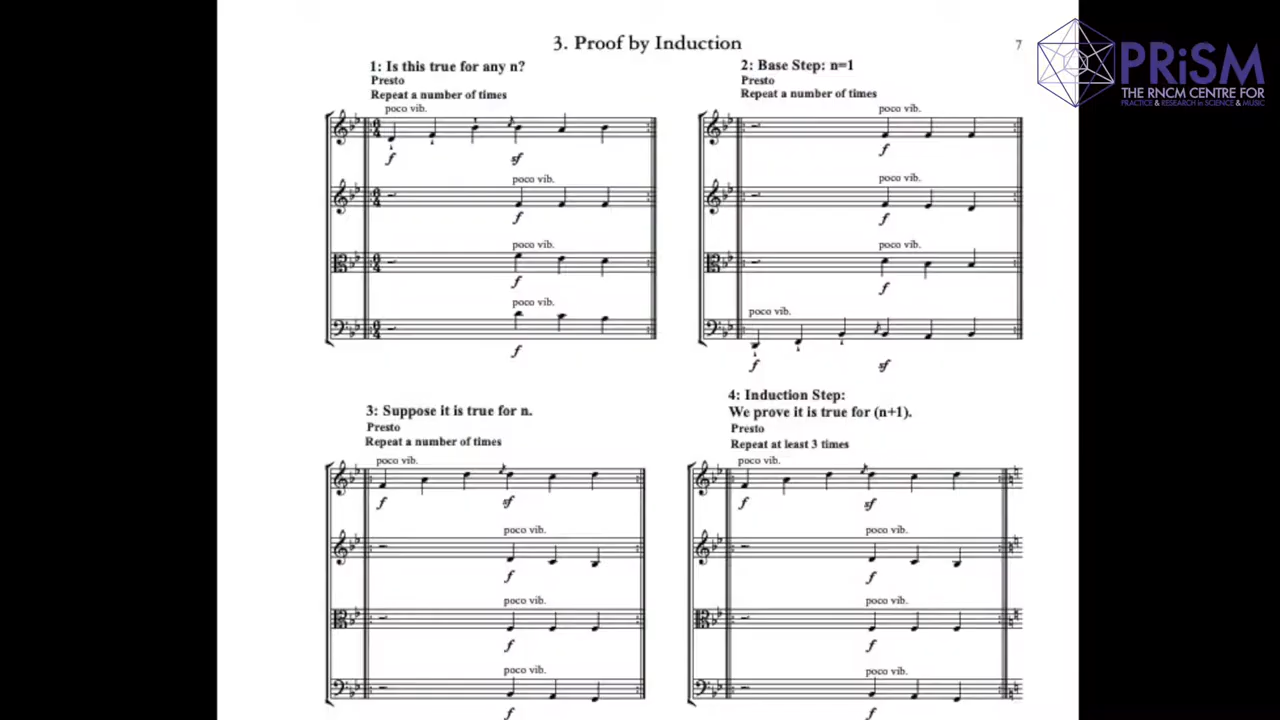 3. Proof by Induction
7
PRiSM
THE RNCM CENTRE FOR
PRACTICE & RESEARCH in SCIENCE & MUSIC
1: Is this true for any n?
Presto
Repeat a number of times
poco vib.
f
sf
poco vib.
f
poco vib.
f
poco vib.
f
2: Base Step: n=1
Presto
Repeat a number of times
poco vib.
f
poco vib.
f
poco vib.
f
poco vib.
f
sf
3: Suppose it is true for n.
Presto
Repeat a number of times
poco vib.
f
sf
poco vib.
f
poco vib.
f
poco vib.
f
4: Induction Step:
We prove it is true for (n+1).
Presto
Repeat at least 3 times
poco vib.
f
sf
poco vib.
f
poco vib.
f
poco vib.
f